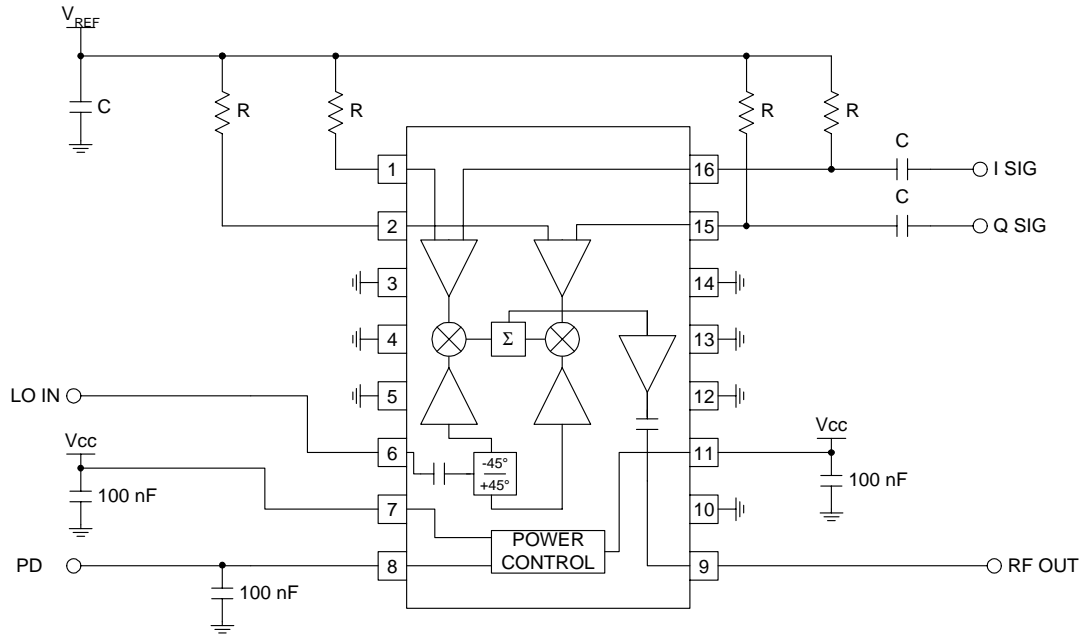 VREF
C
R
R
R
R
C
1
16
I SIG
C
2
15
Q SIG
3
14
4
Σ
13
LO IN
5
12
Vcc
6
-45°
+45°
11
Vcc
100 nF
7
10
100 nF
PD
8
POWER
CONTROL
9
RF OUT
100 nF